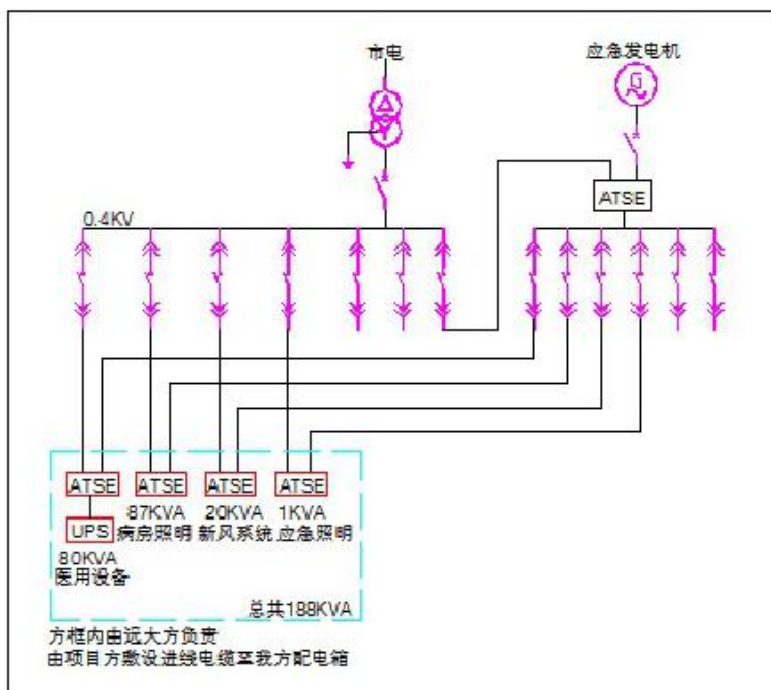 市电
应急发电机
G
ATSE
0.4KV
ATSE ATSE ATSE ATSE
87KVA 20KVA 1KVA
UPS 病房照明 新风系统 应急照明
80KVA
医用设备
总共188KVA
方框内由远大方负责
由项目方敷设进线电缆至我方配电箱